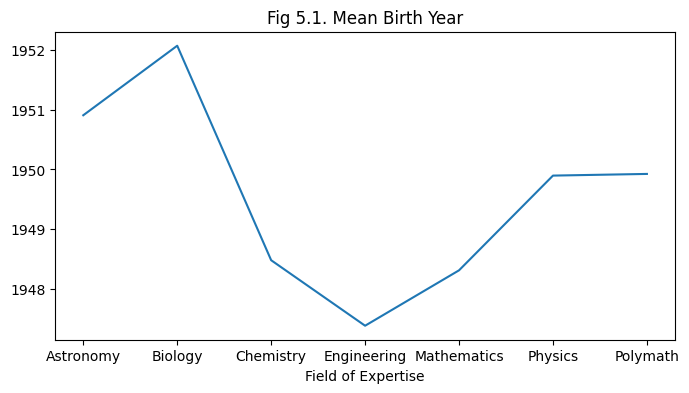 Fig 5.1. Mean Birth Year
1952
1951
1950
1949
1948
Astronomy Biology Chemistry Engineering Mathematics Physics Polymath
Field of Expertise